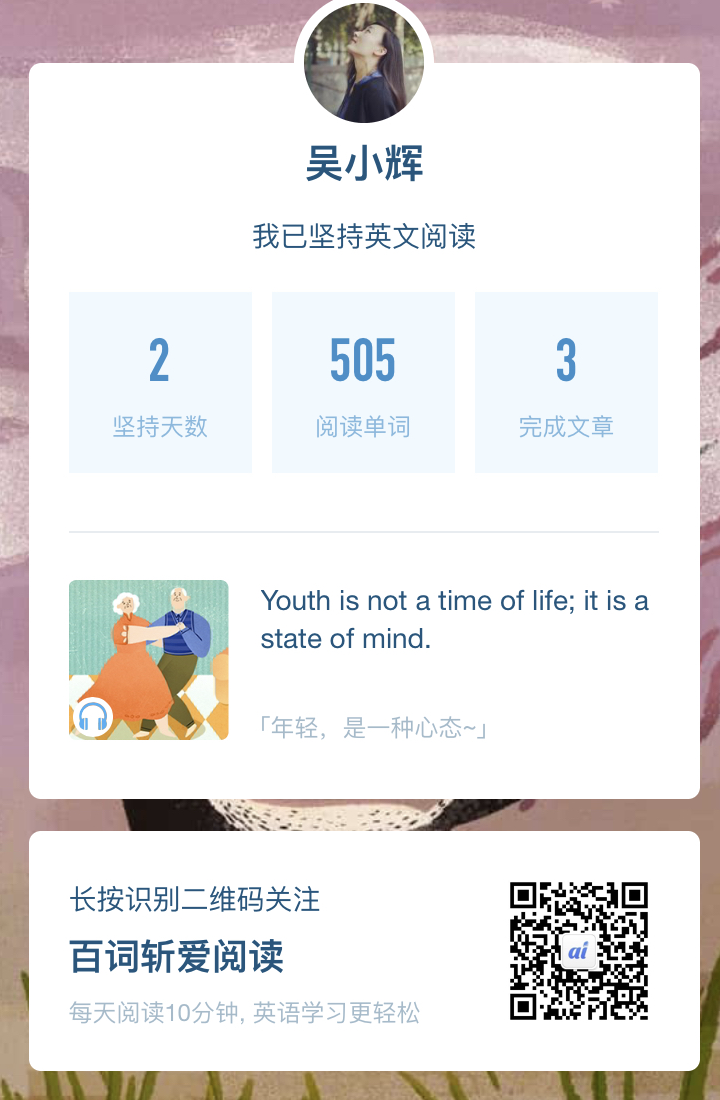 吴小辉
我已坚持英文阅读
2
坚持天数
505
阅读单词
3
完成文章
Youth is not a time of life; it is a
state of mind.
「年轻，是一种心态~」
长按识别二维码关注
百词斩爱阅读
每天阅读10分钟, 英语学习更轻松
ai